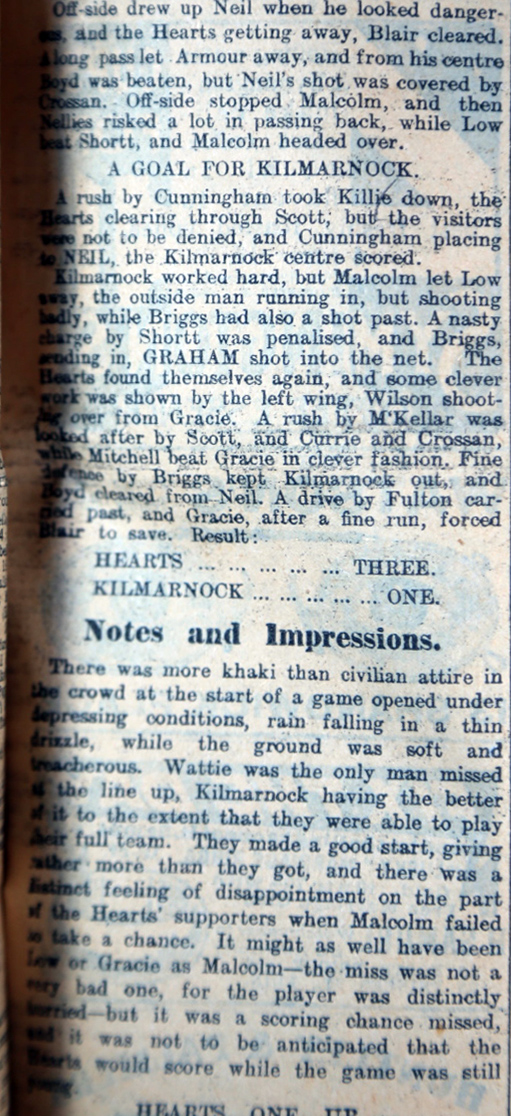 Off-side drew up Neil when he looked danger-
and the Hearts getting away, Blair cleared.
A long pass let Armour away, and from his centre
Boyd was beaten, but Neil's shot was covered by
Crossan. Off-side stopped Malcolm, and then
Nellies risked a lot in passing back, while Low
beat Shortt, and Malcolm headed over.
A GOAL FOR KILMARNOCK.
A rush by Cunningham took Killie down, the
Hearts clearing through Scott, but the visitors
were not to be denied, and Cunningham placing
to NEIL, the Kilmarnock centre scored.
Kilmarnock worked hard, but Malcolm let Low
away, the outside man running in, but shooting
badly, while Briggs had also a shot past. A nasty
charge by Shortt was penalised, and Briggs,
sending in, GRAHAM shot into the net. The
Hearts found themselves again, and some clever
work was shown by the left wing, Wilson shoot-
ing over from Gracie. A rush by M'Kellar was
looked after by Scott, and Currie and Crossan,
while Mitchell beat Gracie in clever fashion. Fine
defence by Briggs kept Kilmarnock out, and
Boyd cleared from Neil. A drive by Fulton car-
ried past, and Gracie, after a fine run, forced
Blair to save. Result:
HEARTS ... ... ... ... ... THREE.
KILMARNOCK ... ... ... ... ONE.
Notes and Impressions.
There was more khaki than civilian attire in
the crowd at the start of a game opened under
depressing conditions, rain falling in a thin
drizzle, while the ground was soft and
treacherous. Wattie was the only man missed
the line up, Kilmarnock having the better
of it to the extent that they were able to play
their full team. They made a good start, giving
rather more than they got, and there was a
distinct feeling of disappointment on the part
of the Hearts' supporters when Malcolm failed
to take a chance. It might as well have been
Low or Gracie as Malcolm—the miss was not a
very bad one, for the player was distinctly
worried—but it was a scoring chance missed,
and it was not to be anticipated that the
Hearts would score while the game was still
young.
HEARTS ONE UP